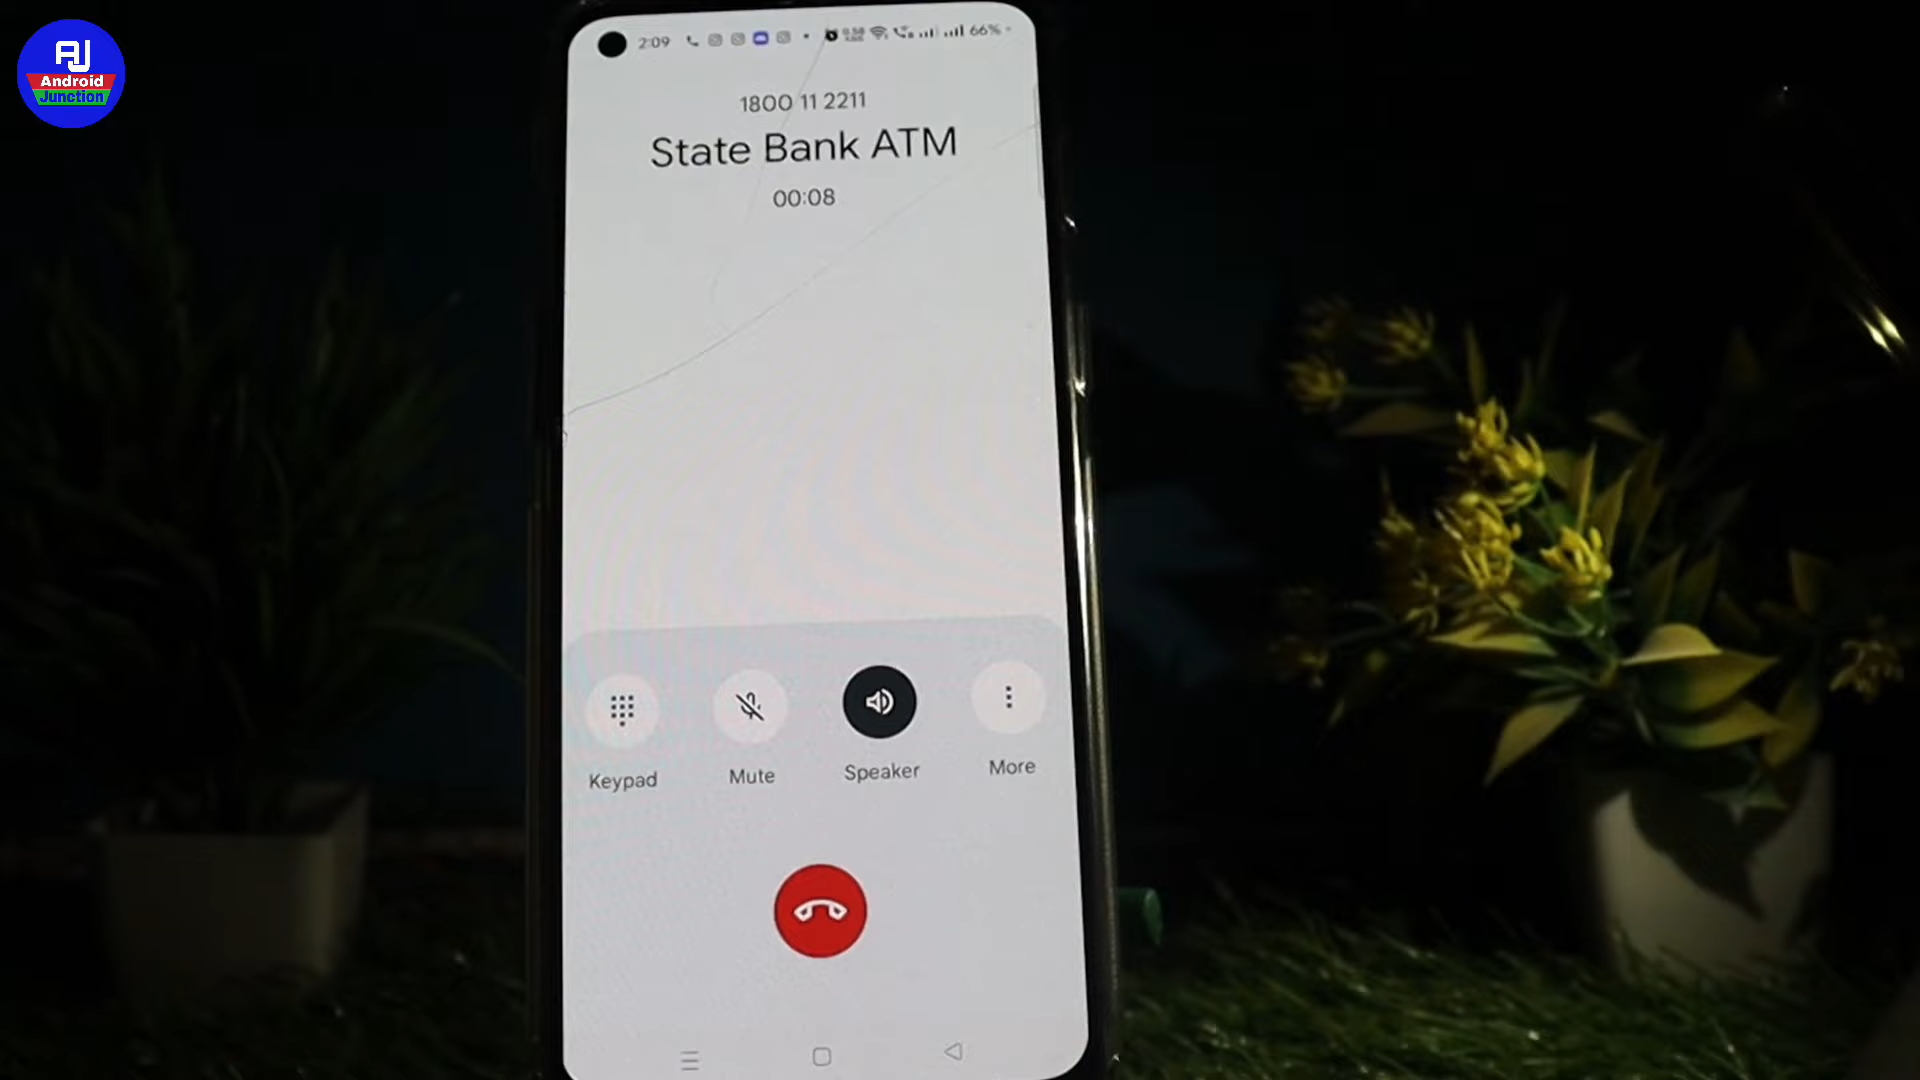 AJ
Android
Junction
2:09
66%
1800 11 2211
State Bank ATM
00:08
Keypad
Mute
Speaker
More